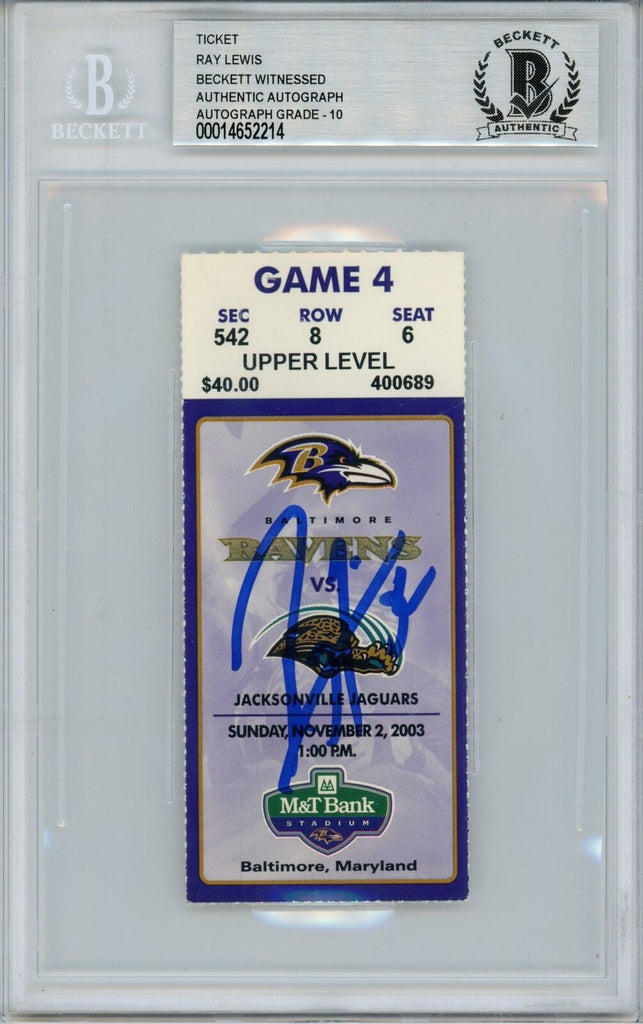 B
BECKETT
TICKET
RAY LEWIS
BECKETT WITNESSED
AUTHENTIC AUTOGRAPH
AUTOGRAPH GRADE - 10
00014652214
BECKETT
B
AUTHENTIC
GAME 4
SEC ROW SEAT
542 8 6
UPPER LEVEL
$40.00 400689
B
BALTIMORE
RAVENS
VS.
JACKSONVILLE JAGUARS
SUNDAY, NOVEMBER 2, 2003
1:00 P.M.
M&T Bank
STADIUM
Baltimore, Maryland